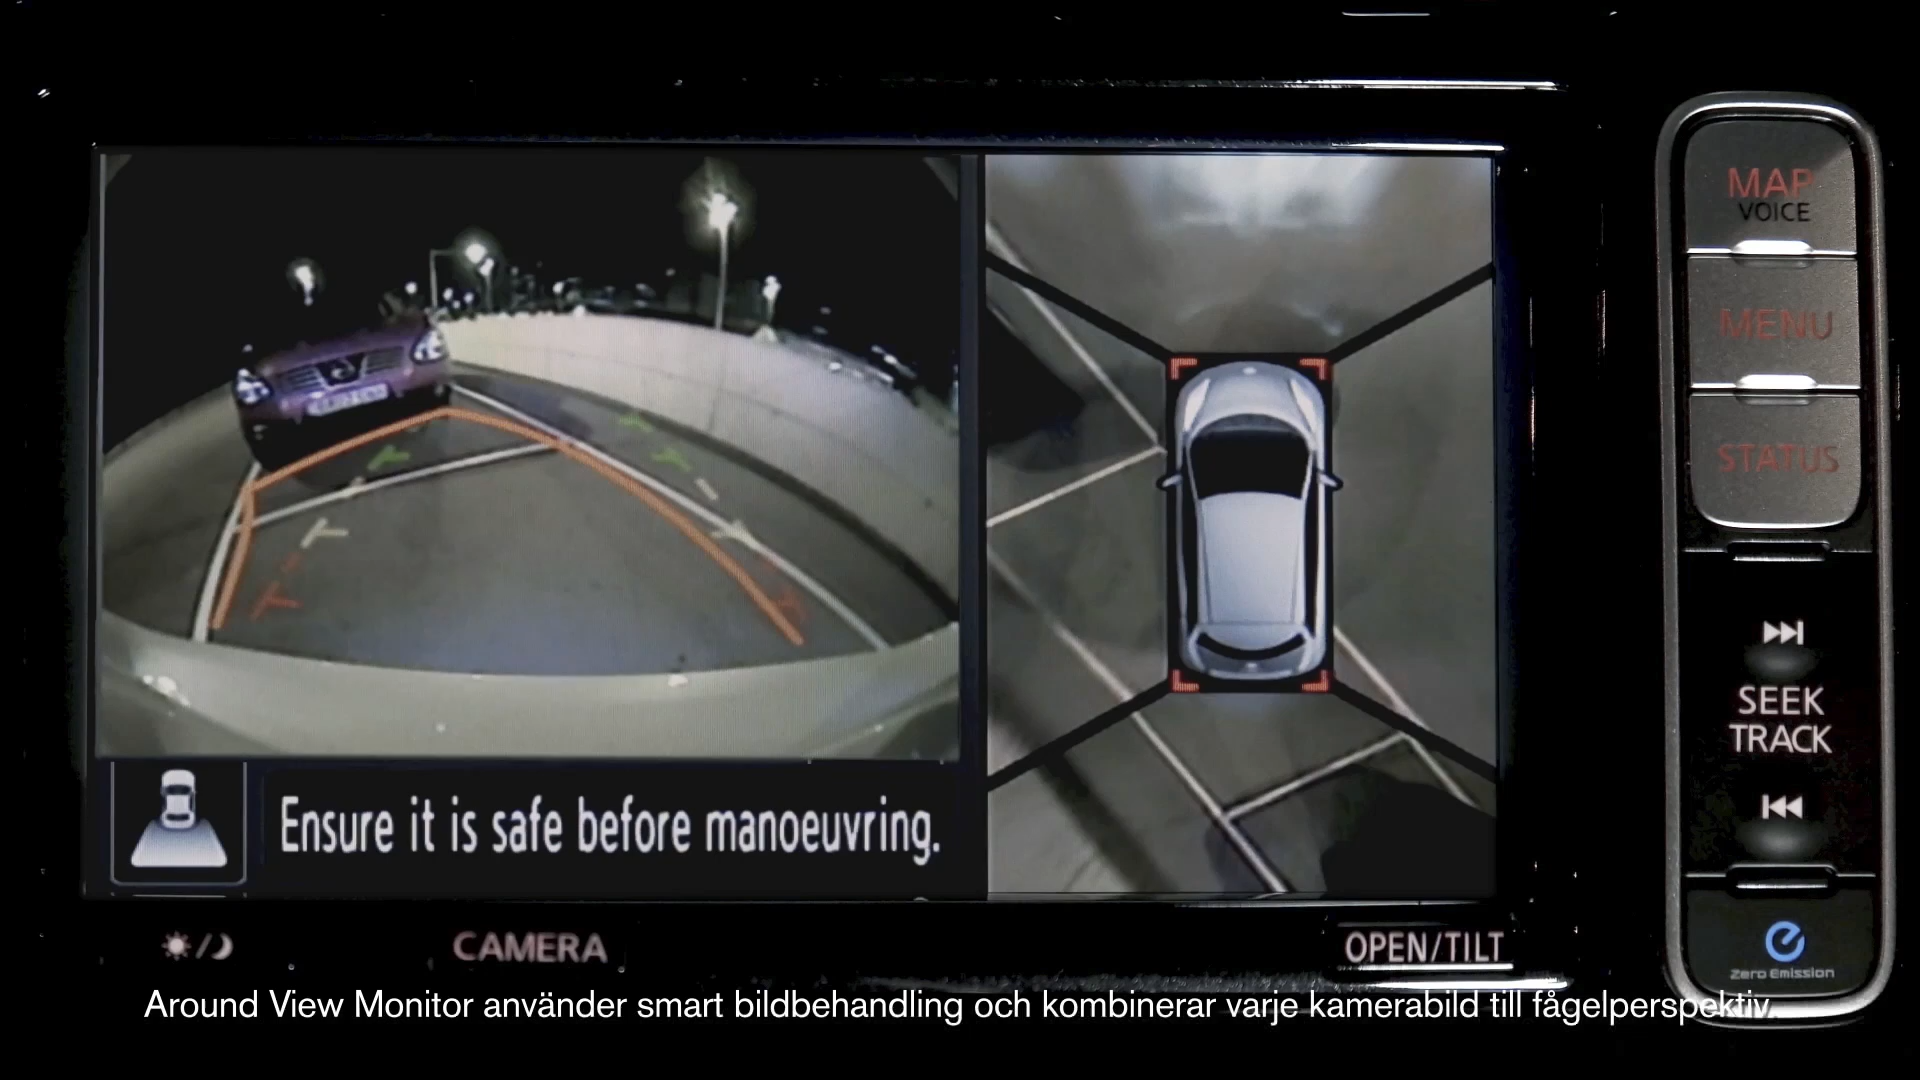 MAP
VOICE
MENU
STATUS
SEEK
TRACK
Ensure it is safe before manoeuvring.
CAMERA
OPEN/TILT
Zero Emission
Around View Monitor använder smart bildbehandling och kombinerar varje kamerabild till fågelperspektiv.